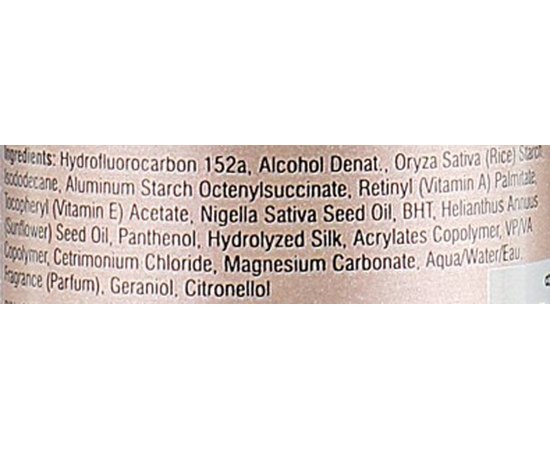 Ingredients: Hydrofluorocarbon 152a, Alcohol Denat., Oryza Sativa (Rice) Starch,
Isododecane, Aluminum Starch Octenylsuccinate, Retinyl (Vitamin A) Palmitate,
Tocopheryl (Vitamin E) Acetate, Nigella Sativa Seed Oil, BHT, Helianthus Annuus
(Sunflower) Seed Oil, Panthenol, Hydrolyzed Silk, Acrylates Copolymer, VP/VA
Copolymer, Cetrimonium Chloride, Magnesium Carbonate, Aqua/Water/Eau,
Fragrance (Parfum), Geraniol, Citronellol